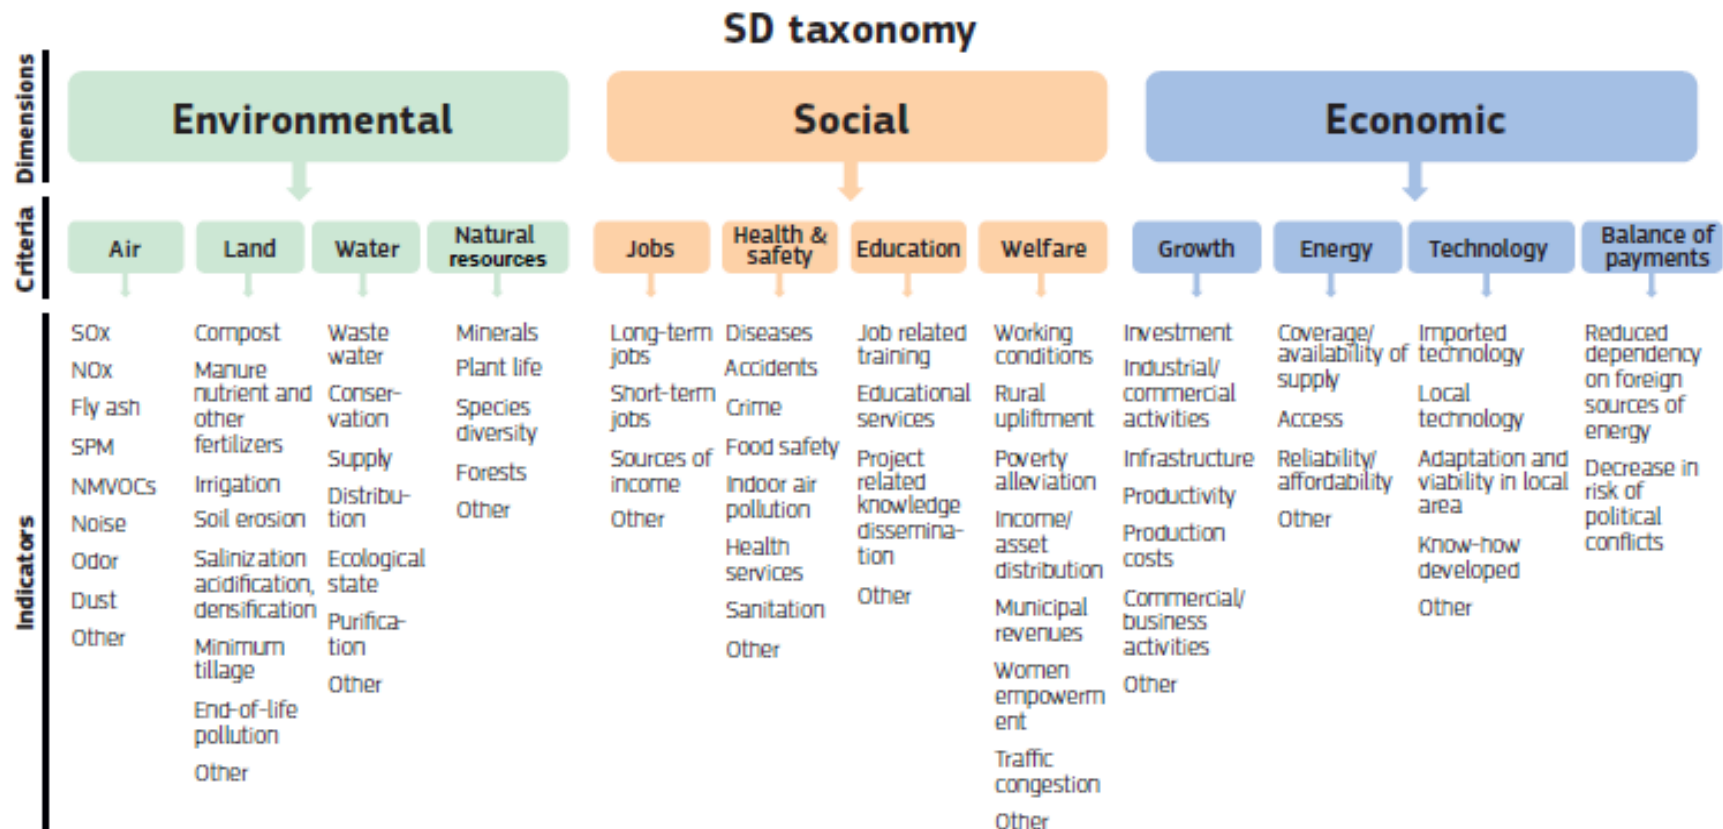 SD taxonomy
Dimensions
Environmental
Social
Economic
Criteria
Air
Land
Water
Natural
resources
Jobs
Health &
safety
Education
Welfare
Growth
Energy
Technology
Balance of
payments
Indicators
SOx
NOx
Fly ash
SPM
NMVOCs
Noise
Odor
Dust
Other
Compost
Manure
nutrient and
other
fertilizers
Irrigation
Soil erosion
Salinization
acidification,
densification
Minimum
tillage
End-of-life
pollution
Other
Waste
water
Conser-
vation
Supply
Distribu-
tion
Ecological
state
Purifica-
tion
Other
Minerals
Plant life
Species
diversity
Forests
Other
Long-term
jobs
Short-term
jobs
Sources of
income
Other
Diseases
Accidents
Crime
Food safety
Indoor air
pollution
Health
services
Sanitation
Other
Job related
training
Educational
services
Project
related
knowledge
dissemina-
tion
Other
Working
conditions
Rural
upliftment
Poverty
alleviation
Income/
asset
distribution
Municipal
revenues
Women
empowerm
ent
Traffic
congestion
Other
Investment
Industrial/
commercial
activities
Infrastructure
Productivity
Production
costs
Commercial/
business
activities
Other
Coverage/
availability of
supply
Access
Reliability/
affordability
Other
Imported
technology
Local
technology
Adaptation and
viability in local
area
Know-how
developed
Other
Reduced
dependency
on foreign
sources of
energy
Decrease in
risk of
political
conflicts